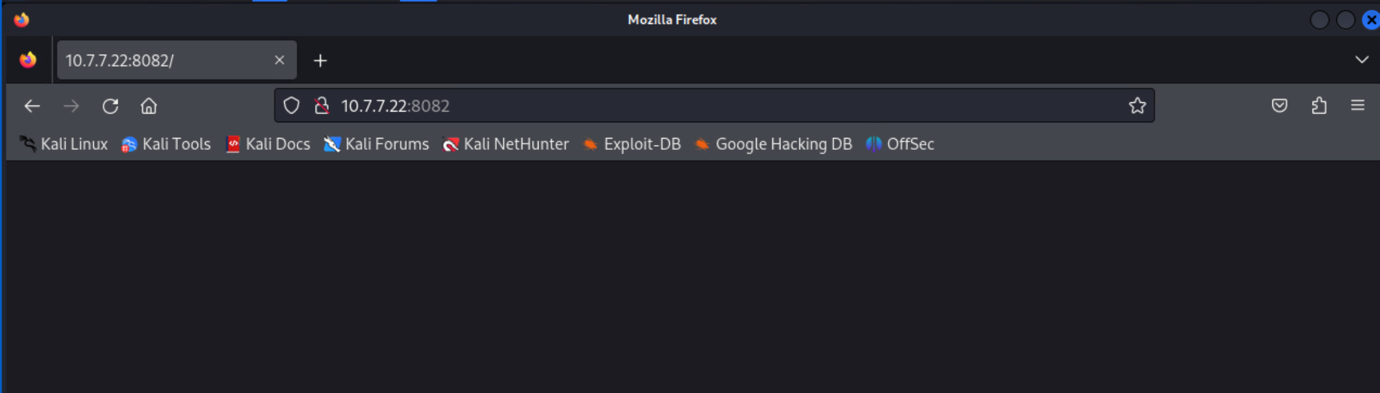 Mozilla Firefox
10.7.7.22:8082/
10.7.7.22:8082
Kali Linux Kali Tools Kali Docs Kali Forums Kali NetHunter Exploit-DB Google Hacking DB OffSec